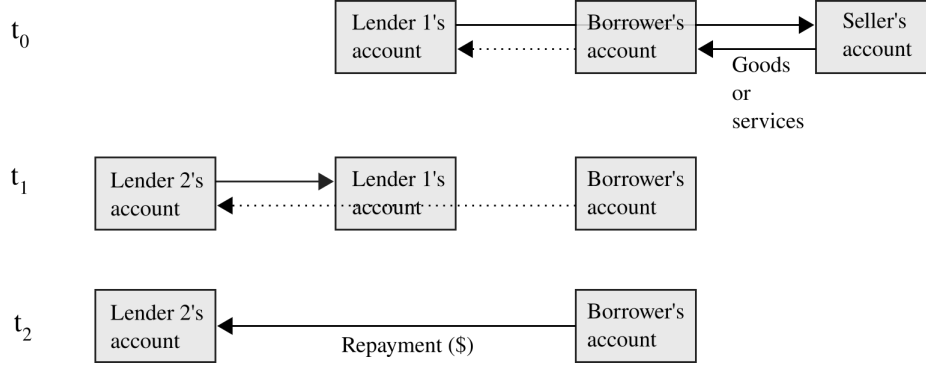 t0
Lender 1's
account
Borrower's
account
Seller's
account
Goods
or
services
t1
Lender 2's
account
Lender 1's
account
Borrower's
account
t2
Lender 2's
account
Borrower's
account
Repayment ($)